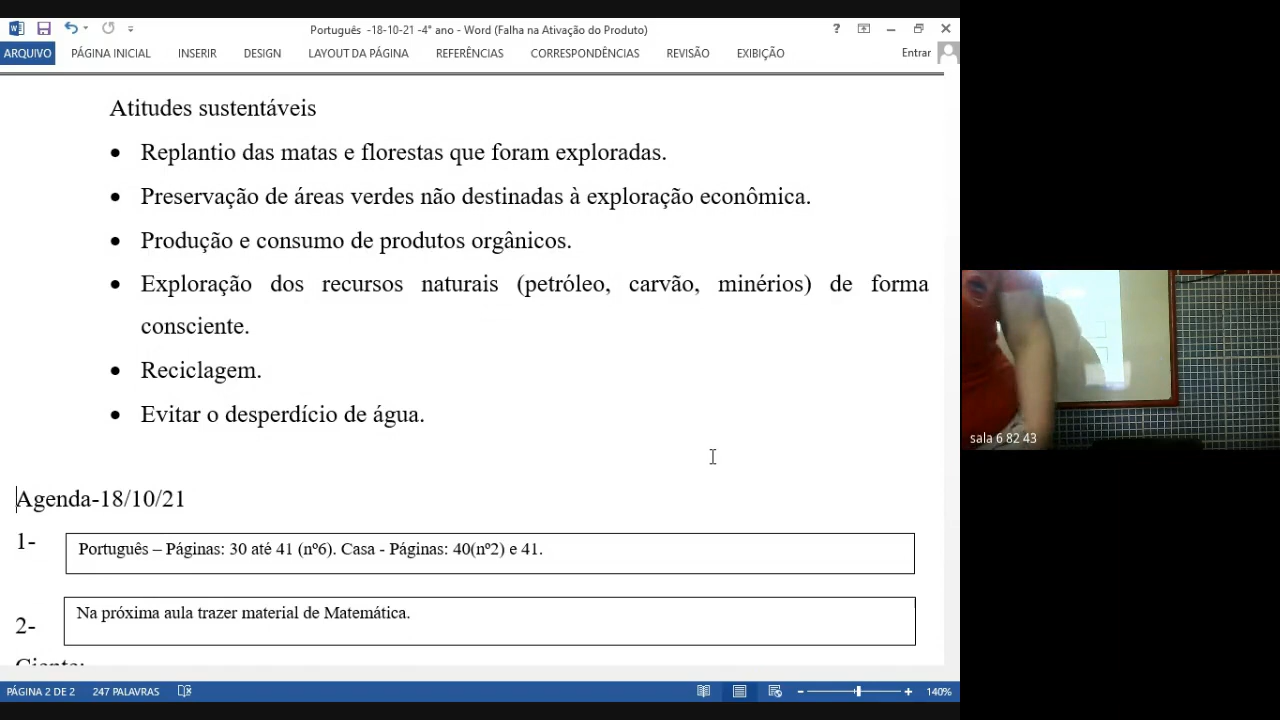 Português -18-10-21 -4° ano - Word (Falha na Ativação do Produto)
ARQUIVO PÁGINA INICIAL INSERIR DESIGN LAYOUT DA PÁGINA REFERÊNCIAS CORRESPONDÊNCIAS REVISÃO EXIBIÇÃO Entrar
Atitudes sustentáveis
• Replantio das matas e florestas que foram exploradas.
• Preservação de áreas verdes não destinadas à exploração econômica.
• Produção e consumo de produtos orgânicos.
• Exploração dos recursos naturais (petróleo, carvão, minérios) de forma
consciente.
• Reciclagem.
• Evitar o desperdício de água.
sala 6 82 43
Agenda-18/10/21
1- Português – Páginas: 30 até 41 (nº6). Casa - Páginas: 40(nº2) e 41.
2- Na próxima aula trazer material de Matemática.
Ciente:
PÁGINA 2 DE 2 247 PALAVRAS 140%